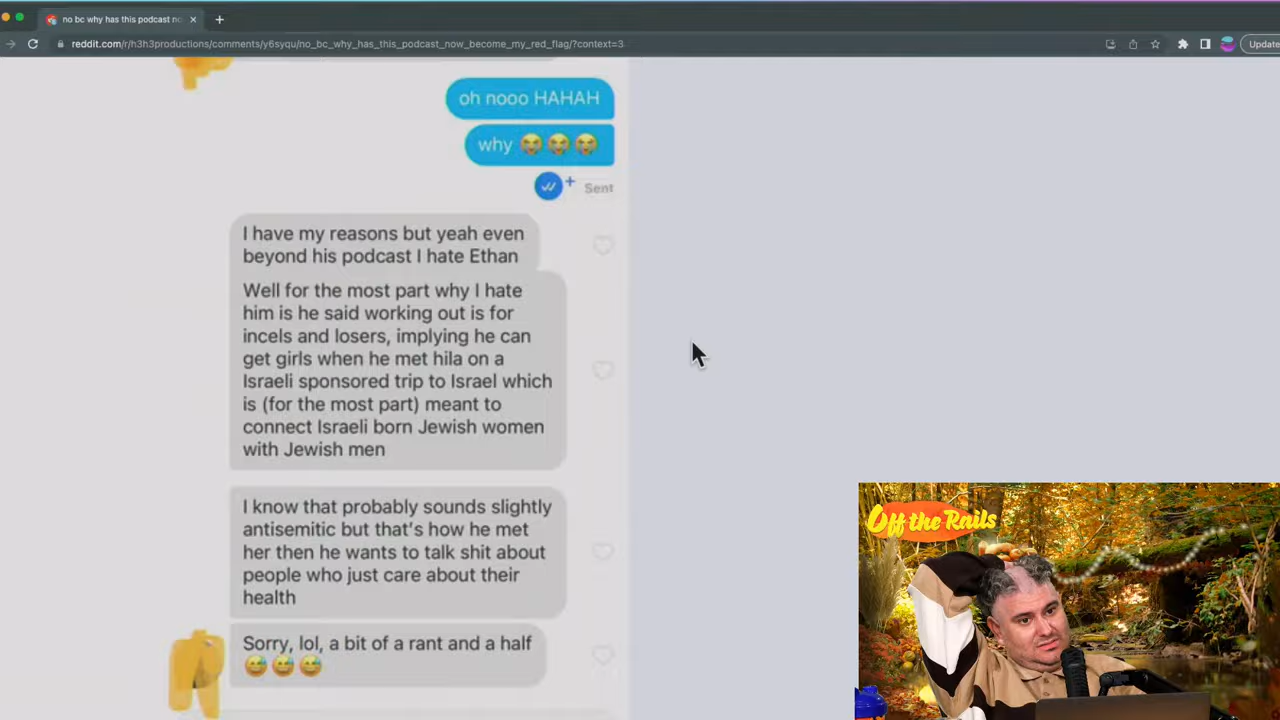 no bc why has this podcast no
reddit.com/r/h3h3productions/comments/y6syqu/no_bc_why_has_this_podcast_now_become_my_red_flag/?context=3
Update
oh nooo HAHAH
why 😭 😭 😭
Sent
I have my reasons but yeah even
beyond his podcast I hate Ethan
Well for the most part why I hate
him is he said working out is for
incels and losers, implying he can
get girls when he met hila on a
Israeli sponsored trip to Israel which
is (for the most part) meant to
connect Israeli born Jewish women
with Jewish men
I know that probably sounds slightly
antisemitic but that's how he met
her then he wants to talk shit about
people who just care about their
health
Sorry, lol, a bit of a rant and a half
😅 😅 😅
Off the Rails